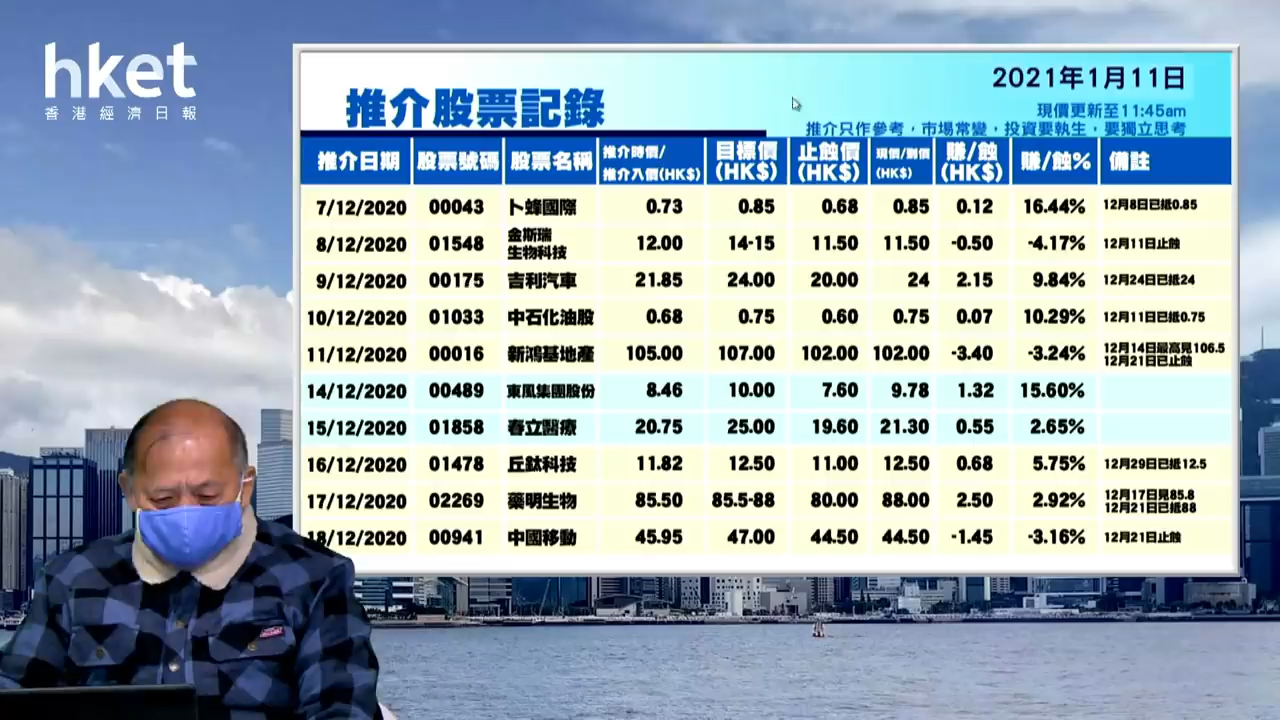 hket
香港經濟日報
2021年1月11日
推介股票記錄
現價更新至11:45am
推介只作參考，市場常變，投資要執生，要獨立思考
推介日期 股票號碼 股票名稱 推介時價/推介入價(HK$) 目標價(HK$) 止蝕價(HK$) 現價/劃價(HK$) 賺/蝕(HK$) 賺/蝕% 備註
7/12/2020 00043 卜蜂國際 0.73 0.85 0.68 0.85 0.12 16.44% 12月8日已抵0.85
8/12/2020 01548 金斯瑞生物科技 12.00 14-15 11.50 11.50 -0.50 -4.17% 12月11日止蝕
9/12/2020 00175 吉利汽車 21.85 24.00 20.00 24 2.15 9.84% 12月24日已抵24
10/12/2020 01033 中石化油股 0.68 0.75 0.60 0.75 0.07 10.29% 12月11日已抵0.75
11/12/2020 00016 新鴻基地產 105.00 107.00 102.00 102.00 -3.40 -3.24% 12月14日最高見106.5 12月21日已止蝕
14/12/2020 00489 東風集團股份 8.46 10.00 7.60 9.78 1.32 15.60%
15/12/2020 01858 春立醫療 20.75 25.00 19.60 21.30 0.55 2.65%
16/12/2020 01478 丘鈦科技 11.82 12.50 11.00 12.50 0.68 5.75% 12月29日已抵12.5
17/12/2020 02269 藥明生物 85.50 85.5-88 80.00 88.00 2.50 2.92% 12月17日見85.8 12月21日已抵88
18/12/2020 00941 中國移動 45.95 47.00 44.50 44.50 -1.45 -3.16% 12月21日止蝕